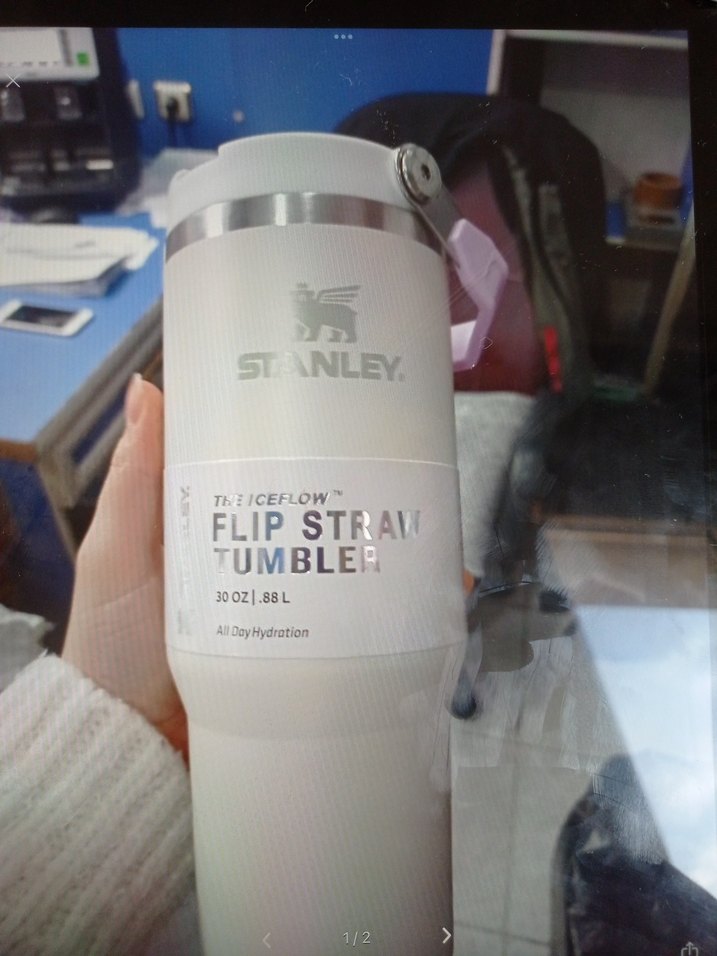 STANLEY.
THE ICEFLOW™
FLIP STRAW
TUMBLER
30 OZ | .88 L
All Day Hydration
1/2